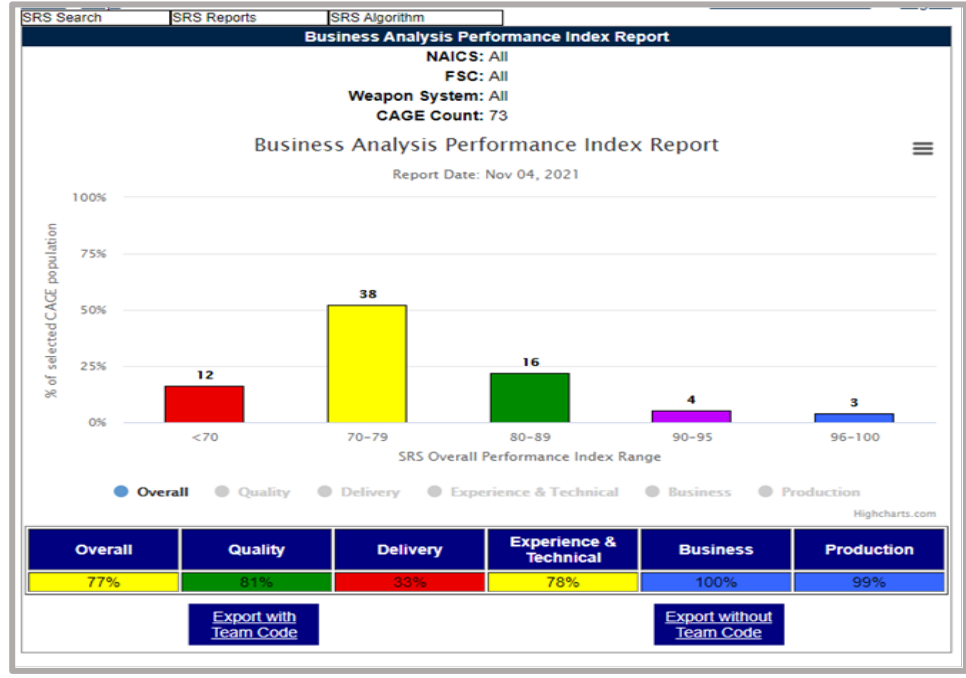 SRS Search SRS Reports SRS Algorithm
Business Analysis Performance Index Report
NAICS: All
FSC: All
Weapon System: All
CAGE Count: 73
Business Analysis Performance Index Report
Report Date: Nov 04, 2021
% of selected CAGE population
100%
75%
50%
25%
0%
12
38
16
4
3
<70 70-79 80-89 90-95 96-100
SRS Overall Performance Index Range
Overall Quality Delivery Experience & Technical Business Production
Highcharts.com
Overall Quality Delivery Experience & Technical Business Production
77% 81% 33% 78% 100% 99%
Export with Team Code
Export without Team Code